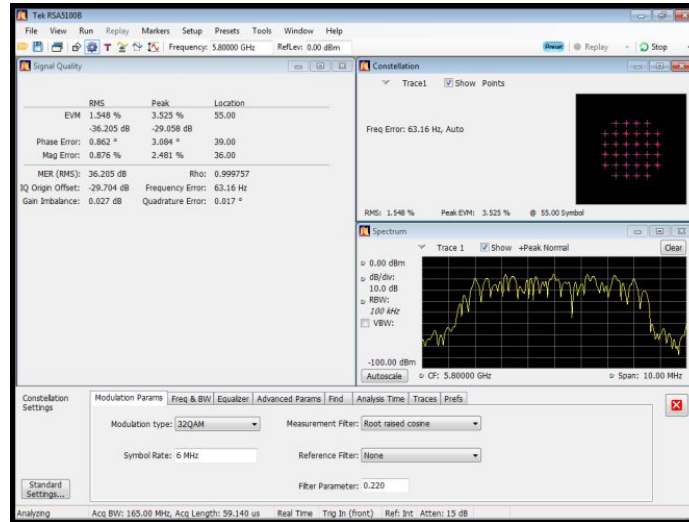 Tek RSA5100B
File View Run Replay Markers Setup Presets Tools Window Help
Frequency: 5.80000 GHz RefLev: 0.00 dBm Preset Replay Stop
Signal Quality
RMS Peak Location
EVM 1.548 % 3.525 % 55.00
-36.205 dB -29.058 dB
Phase Error: 0.862 ° 3.084 ° 39.00
Mag Error: 0.876 % 2.481 % 36.00
MER (RMS): 36.205 dB Rho: 0.999757
IQ Origin Offset: -29.704 dB Frequency Error: 63.16 Hz
Gain Imbalance: 0.027 dB Quadrature Error: 0.017 °
Constellation
Trace1 Show Points
Freq Error: 63.16 Hz, Auto
RMS: 1.548 % Peak EVM: 3.525 % @ 55.00 Symbol
Spectrum
Trace 1 Show +Peak Normal Clear
0.00 dBm
dB/div:
10.0 dB
RBW:
100 kHz
VBW:
-100.00 dBm
Autoscale CF: 5.80000 GHz Span: 10.00 MHz
Constellation
Settings
Modulation Params Freq & BW Equalizer Advanced Params Find Analysis Time Traces Prefs
Modulation type: 32QAM Measurement Filter: Root raised cosine
Symbol Rate: 6 MHz Reference Filter: None
Filter Parameter: 0.220
Standard
Settings...
Analyzing Acq BW: 165.00 MHz, Acq Length: 59.140 us Real Time Trig In (front) Ref: Int Atten: 15 dB